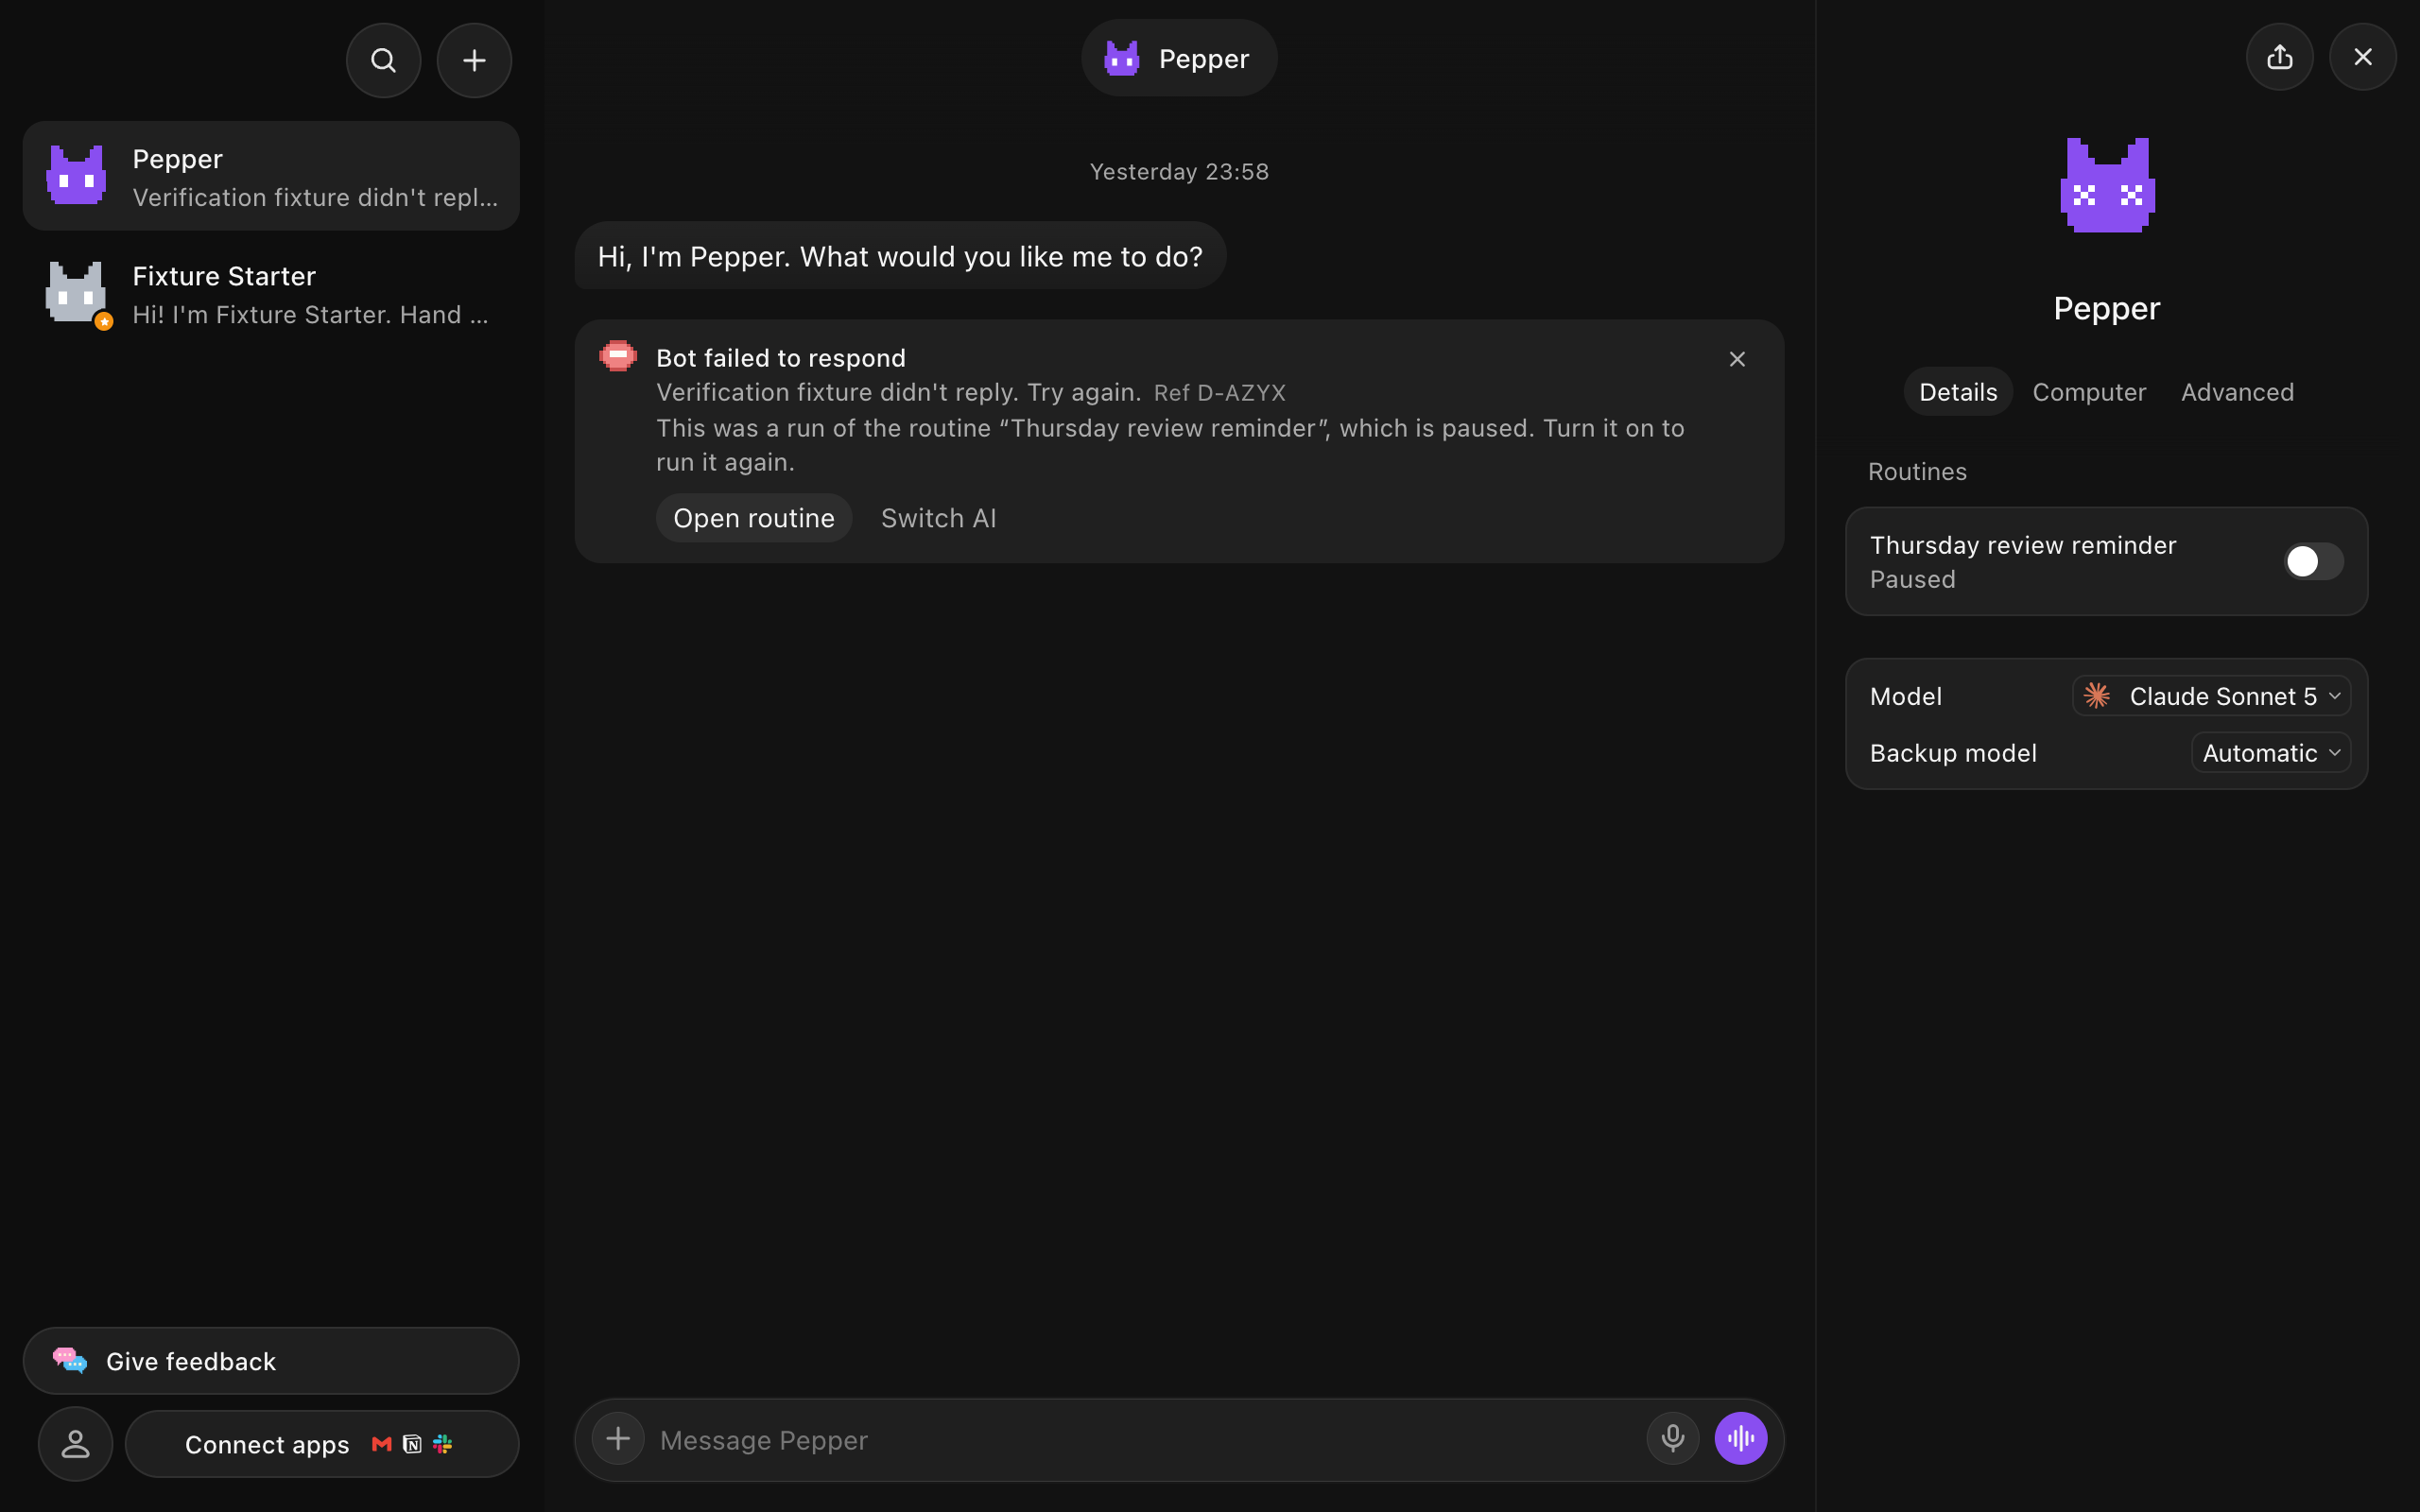 Pepper
Verification fixture didn't repl...
Fixture Starter
Hi! I'm Fixture Starter. Hand ...
Give feedback
Connect apps
Pepper
Yesterday 23:58
Hi, I'm Pepper. What would you like me to do?
Bot failed to respond
Verification fixture didn't reply. Try again. Ref D-AZYX
This was a run of the routine “Thursday review reminder”, which is paused. Turn it on to
run it again.
Open routine Switch AI
Message Pepper
Pepper
Details Computer Advanced
Routines
Thursday review reminder
Paused
Model Claude Sonnet 5
Backup model Automatic